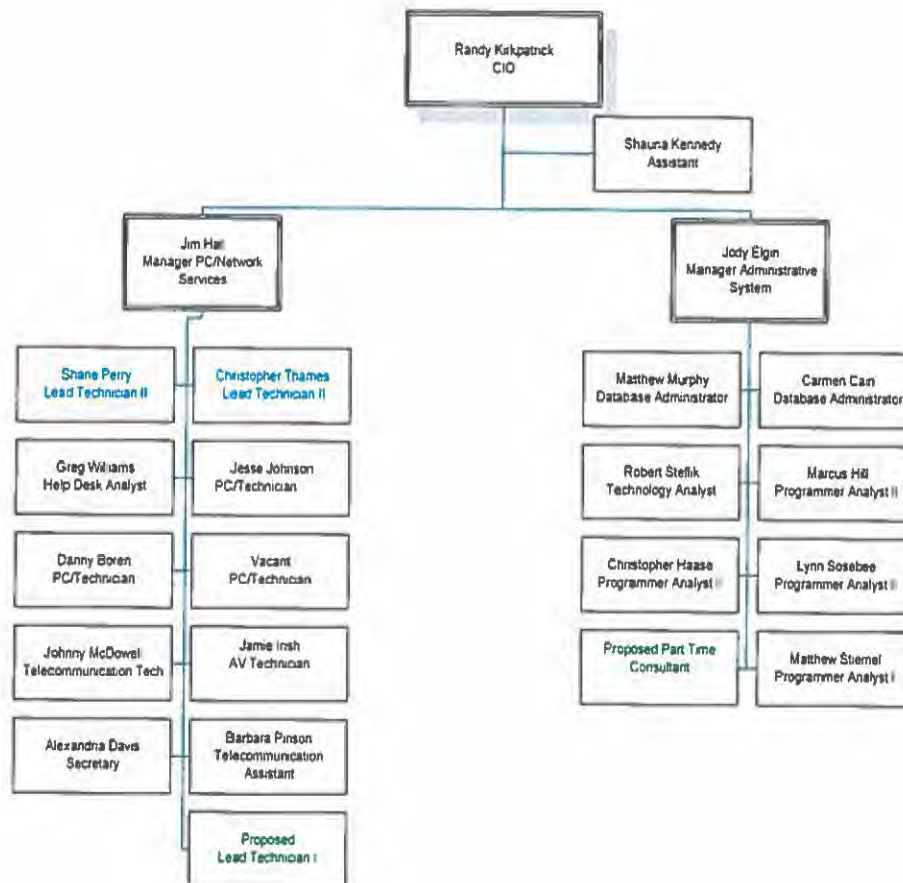 Randy Kirkpatrick
CIO
Shauna Kennedy
Assistant
Jim Hall
Manager PC/Network
Services
Jody Elgin
Manager Administrative
System
Shane Perry
Lead Technician II
Christopher Thames
Lead Technician II
Greg Williams
Help Desk Analyst
Jesse Johnson
PC/Technician
Danny Boren
PC/Technician
Vacant
PC/Technician
Johnny McDowell
Telecommunication Tech
Jamie Irish
AV Technician
Alexandria Davis
Secretary
Barbara Pinson
Telecommunication
Assistant
Proposed
Lead Technician I
Matthew Murphy
Database Administrator
Carmen Cain
Database Administrator
Robert Steflik
Technology Analyst
Marcus Hill
Programmer Analyst II
Christopher Haase
Programmer Analyst II
Lynn Sosebee
Programmer Analyst II
Proposed Part Time
Consultant
Matthew Stiernel
Programmer Analyst I